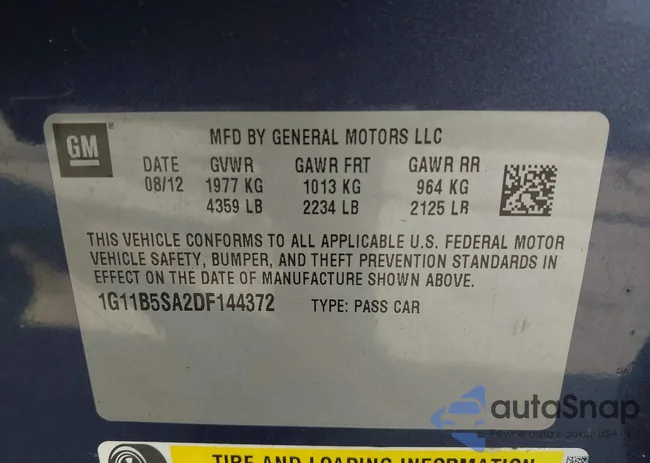 GM
MFD BY GENERAL MOTORS LLC
DATE GVWR GAWR FRT GAWR RR
08/12 1977 KG 1013 KG 964 KG
4359 LB 2234 LB 2125 LB
THIS VEHICLE CONFORMS TO ALL APPLICABLE U.S. FEDERAL MOTOR
VEHICLE SAFETY, BUMPER, AND THEFT PREVENTION STANDARDS IN
EFFECT ON THE DATE OF MANUFACTURE SHOWN ABOVE.
1G11B5SA2DF144372 TYPE: PASS CAR
autoSnap
TIRE AND LOADING INFORMATION